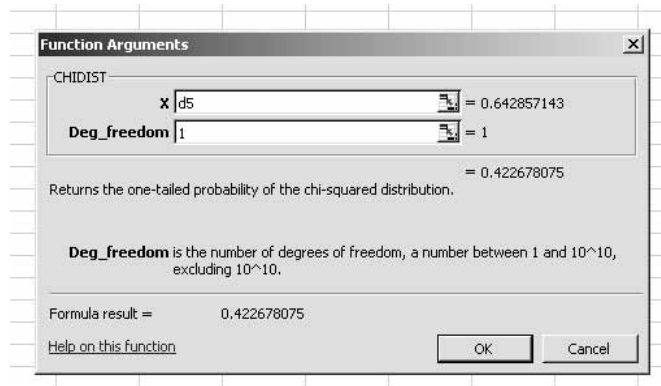 Function Arguments
CHIDIST
X d5 = 0.642857143
Deg_freedom 1 = 1
= 0.422678075
Returns the one-tailed probability of the chi-squared distribution.
Deg_freedom is the number of degrees of freedom, a number between 1 and 10^10,
excluding 10^10.
Formula result = 0.422678075
Help on this function
OK Cancel